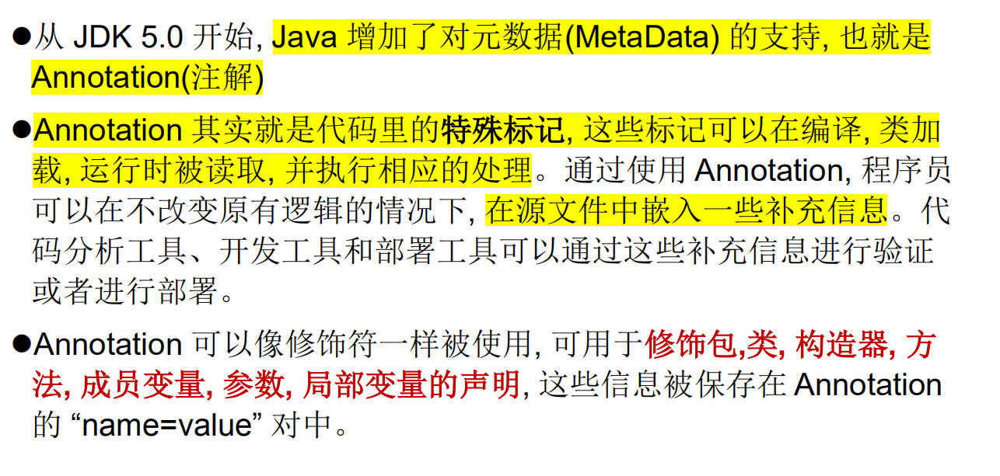 ●从 JDK 5.0 开始, Java 增加了对元数据(MetaData) 的支持, 也就是
Annotation(注解)
●Annotation 其实就是代码里的特殊标记, 这些标记可以在编译, 类加
载, 运行时被读取, 并执行相应的处理。通过使用 Annotation, 程序员
可以在不改变原有逻辑的情况下, 在源文件中嵌入一些补充信息。代
码分析工具、开发工具和部署工具可以通过这些补充信息进行验证
或者进行部署。
●Annotation 可以像修饰符一样被使用, 可用于修饰包,类, 构造器, 方
法, 成员变量, 参数, 局部变量的声明, 这些信息被保存在 Annotation
的 “name=value” 对中。